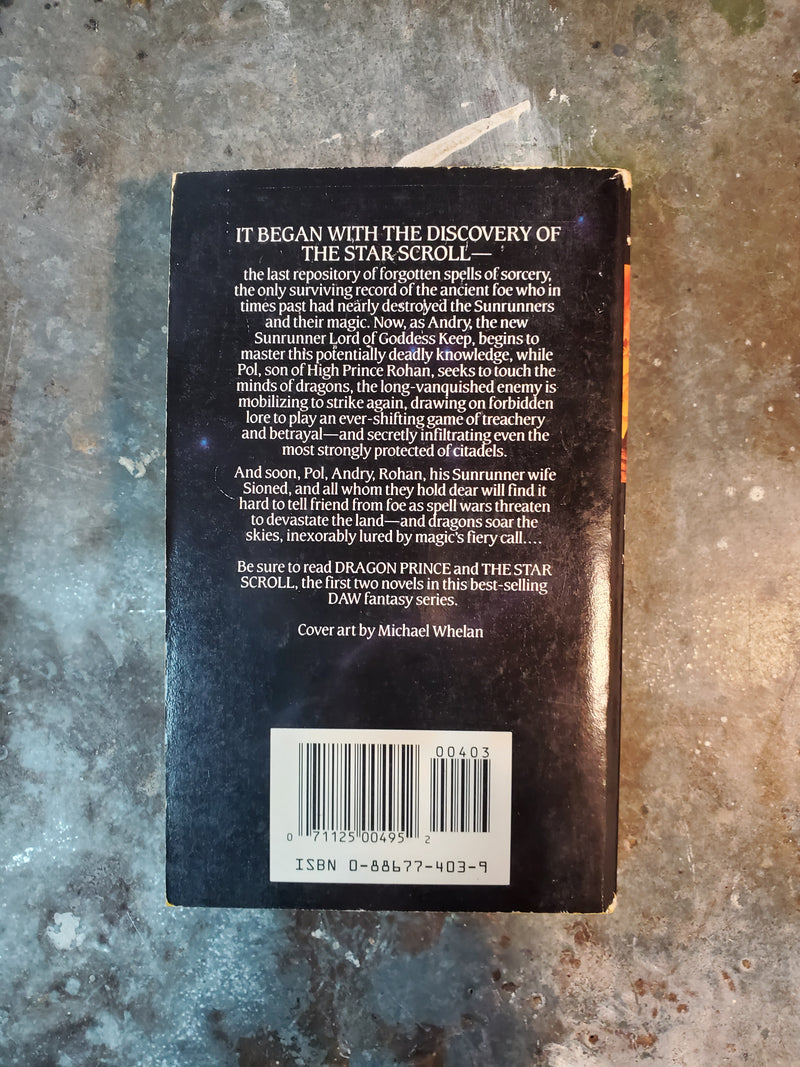 IT BEGAN WITH THE DISCOVERY OF
THE STAR SCROLL—
the last repository of forgotten spells of sorcery,
the only surviving record of the ancient foe who in
times past had nearly destroyed the Sunrunners
and their magic. Now, as Andry, the new
Sunrunner Lord of Goddess Keep, begins to
master this potentially deadly knowledge, while
Pol, son of High Prince Rohan, seeks to touch the
minds of dragons, the long-vanquished enemy is
mobilizing to strike again, drawing on forbidden
lore to play an ever-shifting game of treachery
and betrayal—and secretly infiltrating even the
most strongly protected of citadels.
And soon, Pol, Andry, Rohan, his Sunrunner wife
Sioned, and all whom they hold dear will find it
hard to tell friend from foe as spell wars threaten
to devastate the land—and dragons soar the
skies, inexorably lured by magic's fiery call....
Be sure to read DRAGON PRINCE and THE STAR
SCROLL, the first two novels in this best-selling
DAW fantasy series.
Cover art by Michael Whelan
00403
0 71125 00495 2
ISBN 0-88677-403-9